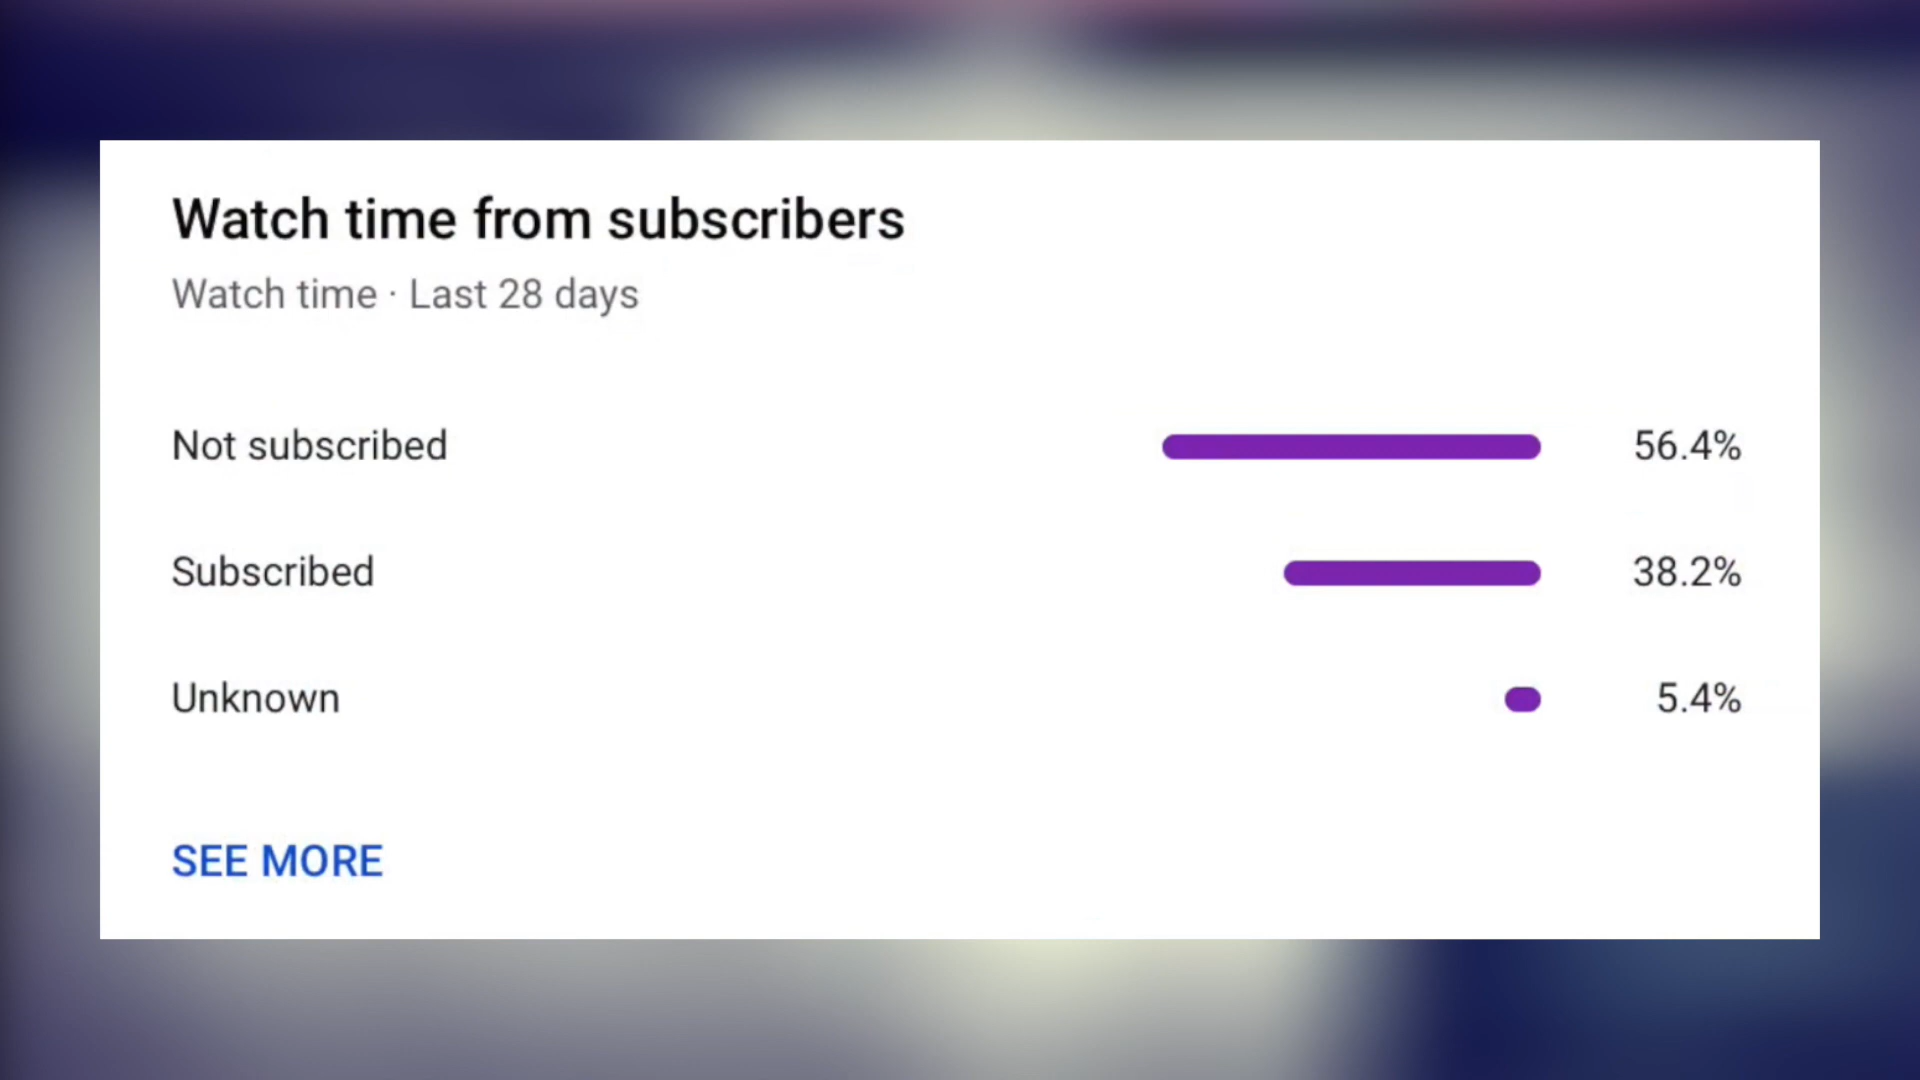 Watch time from subscribers
Watch time · Last 28 days
Not subscribed 56.4%
Subscribed 38.2%
Unknown 5.4%
SEE MORE